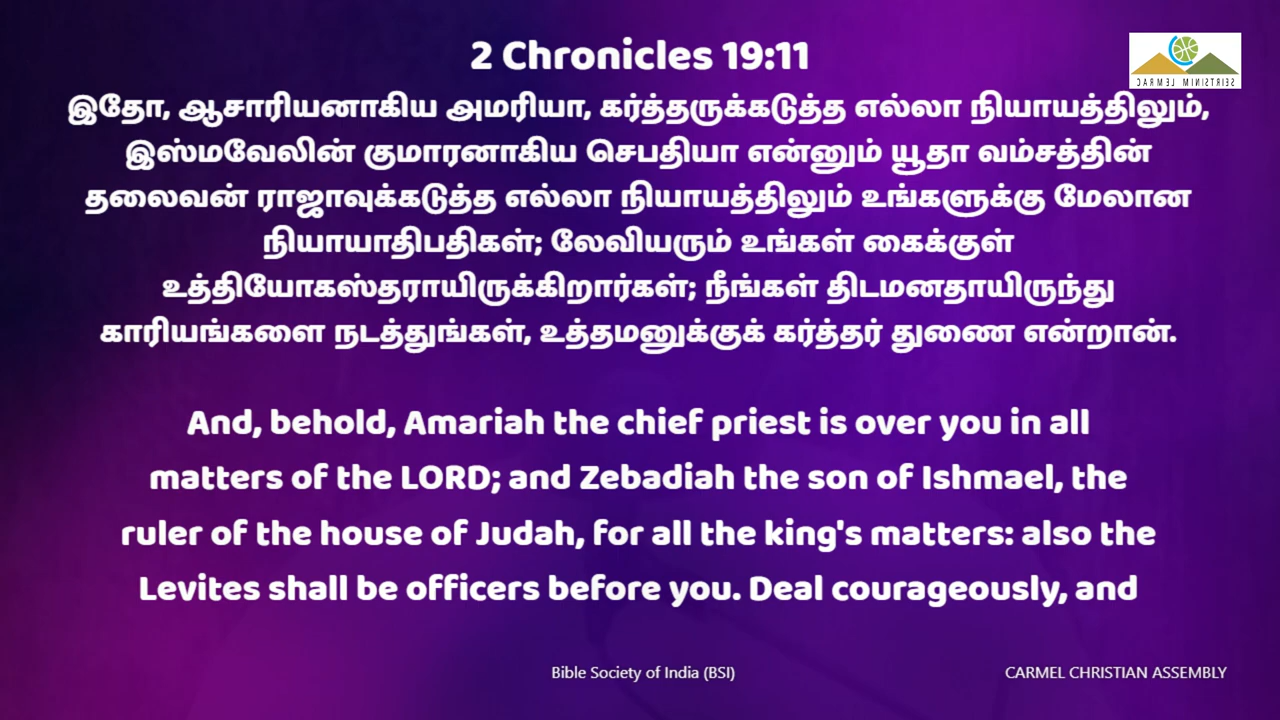 2 Chronicles 19:11
CARMEL MINISTRIES
இதோ, ஆசாரியனாகிய அமரியா, கர்த்தருக்கடுத்த எல்லா நியாயத்திலும்,
இஸ்மவேலின் குமாரனாகிய செபதியா என்னும் யூதா வம்சத்தின்
தலைவன் ராஜாவுக்கடுத்த எல்லா நியாயத்திலும் உங்களுக்கு மேலான
நியாயாதிபதிகள்; லேவியரும் உங்கள் கைக்குள்
உத்தியோகஸ்தராயிருக்கிறார்கள்; நீங்கள் திடமனதாயிருந்து
காரியங்களை நடத்துங்கள், உத்தமனுக்குக் கர்த்தர் துணை என்றான்.
And, behold, Amariah the chief priest is over you in all
matters of the LORD; and Zebadiah the son of Ishmael, the
ruler of the house of Judah, for all the king's matters: also the
Levites shall be officers before you. Deal courageously, and
Bible Society of India (BSI)
CARMEL CHRISTIAN ASSEMBLY